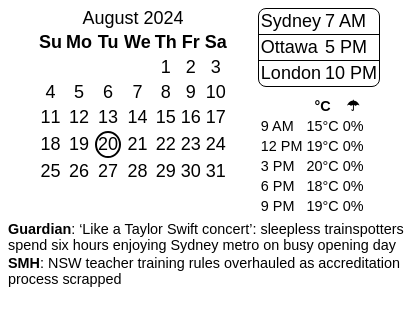 August 2024
Su Mo Tu We Th Fr Sa
1 2 3
4 5 6 7 8 9 10
11 12 13 14 15 16 17
18 19 20 21 22 23 24
25 26 27 28 29 30 31
Sydney 7 AM
Ottawa 5 PM
London 10 PM
°C ☂
9 AM 15°C 0%
12 PM 19°C 0%
3 PM 20°C 0%
6 PM 18°C 0%
9 PM 19°C 0%
Guardian: ‘Like a Taylor Swift concert’: sleepless trainspotters
spend six hours enjoying Sydney metro on busy opening day
SMH: NSW teacher training rules overhauled as accreditation
process scrapped